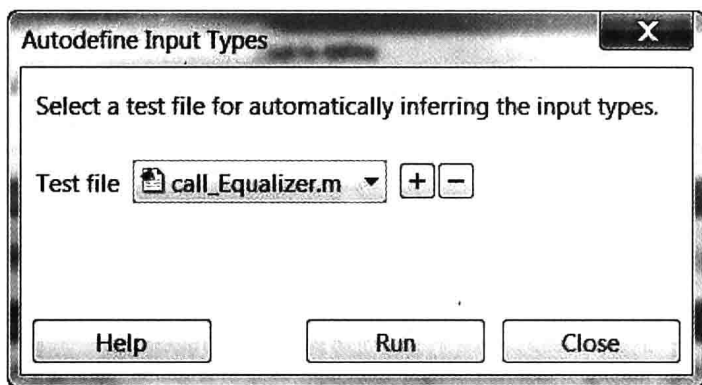 Autodefine Input Types
X
Select a test file for automatically inferring the input types.
Test file call_Equalizer.m + −
Help Run Close